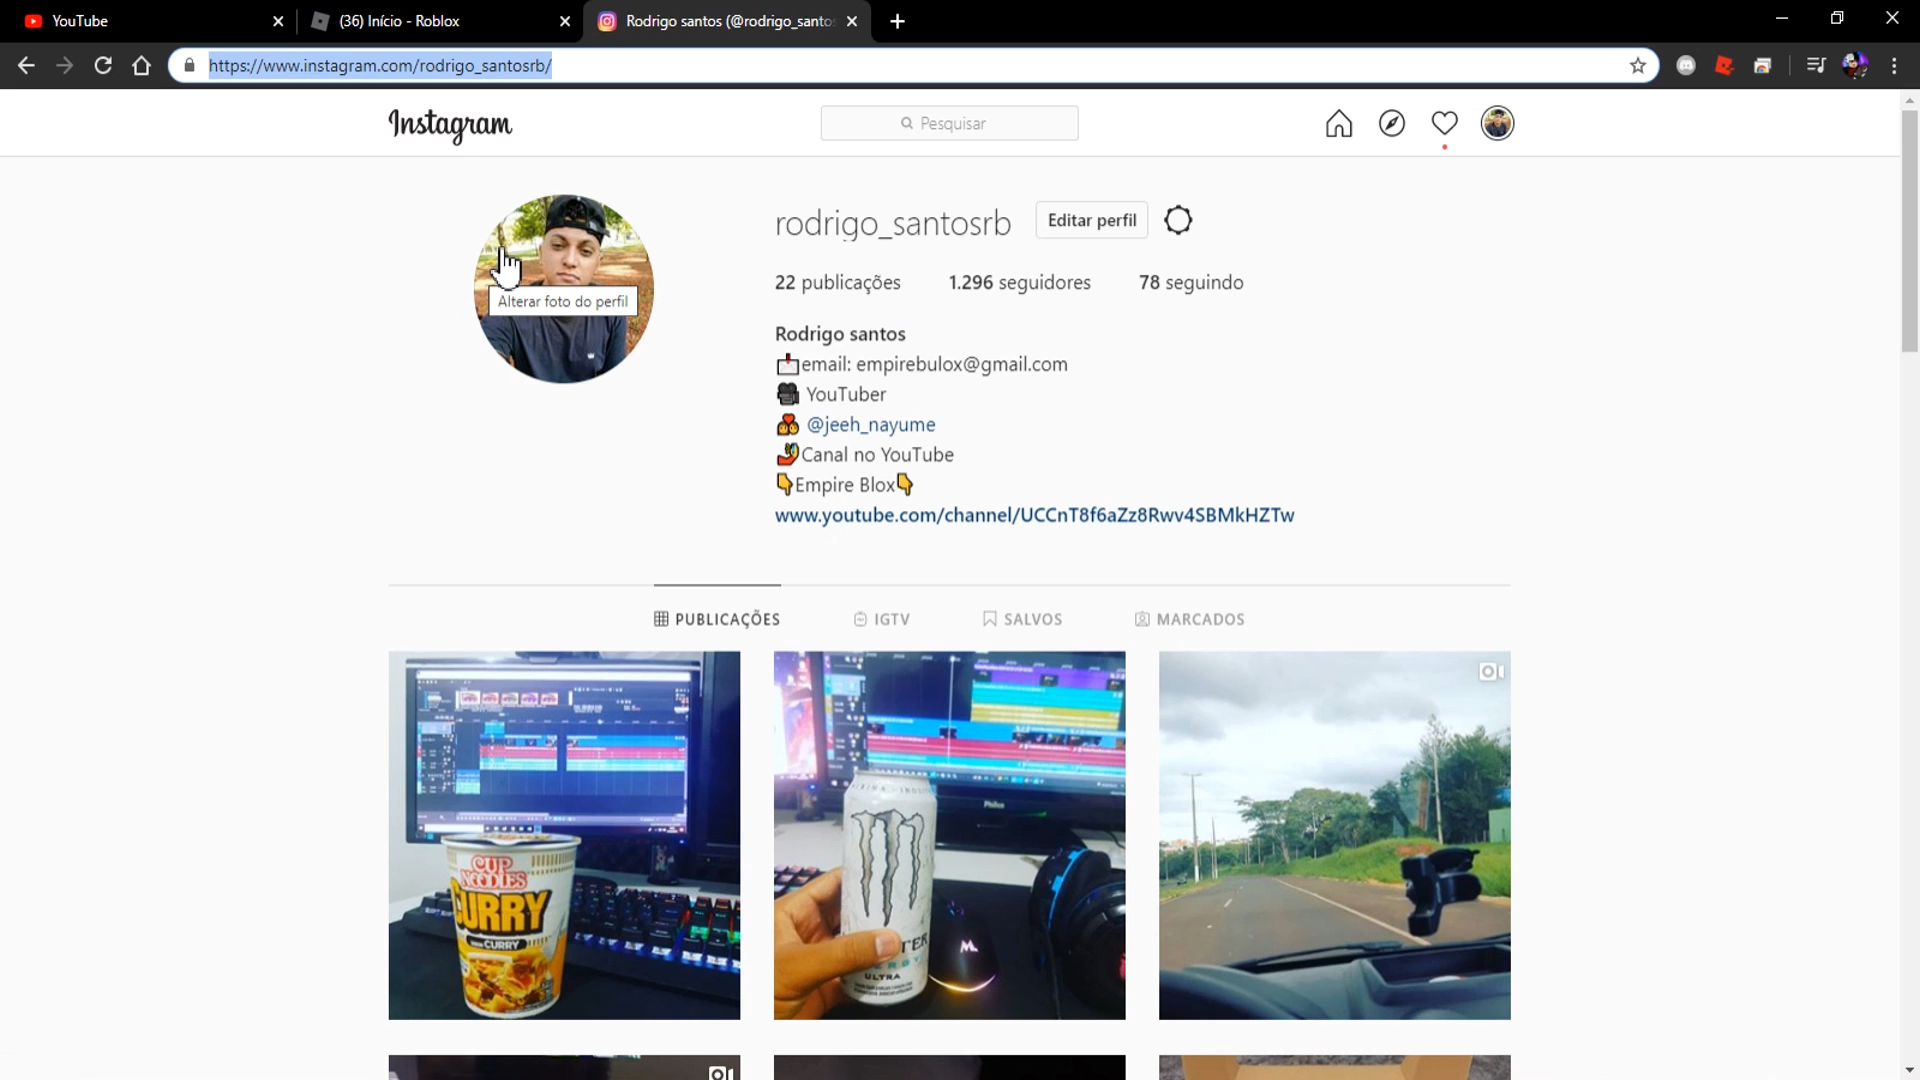 YouTube
(36) Início - Roblox
Rodrigo santos (@rodrigo_santo
https://www.instagram.com/rodrigo_santosrb/
Instagram
Pesquisar
rodrigo_santosrb
Editar perfil
22 publicações
1.296 seguidores
78 seguindo
Alterar foto do perfil
Rodrigo santos
📩email: empirebulox@gmail.com
🎥 YouTuber
💑 @jeeh_nayume
🤳Canal no YouTube
👇Empire Blox👇
www.youtube.com/channel/UCCnT8f6aZz8Rwv4SBMkHZTw
PUBLICAÇÕES
IGTV
SALVOS
MARCADOS
CUP
NOODLES
CURRY
CURRY
Philco
ULTRA